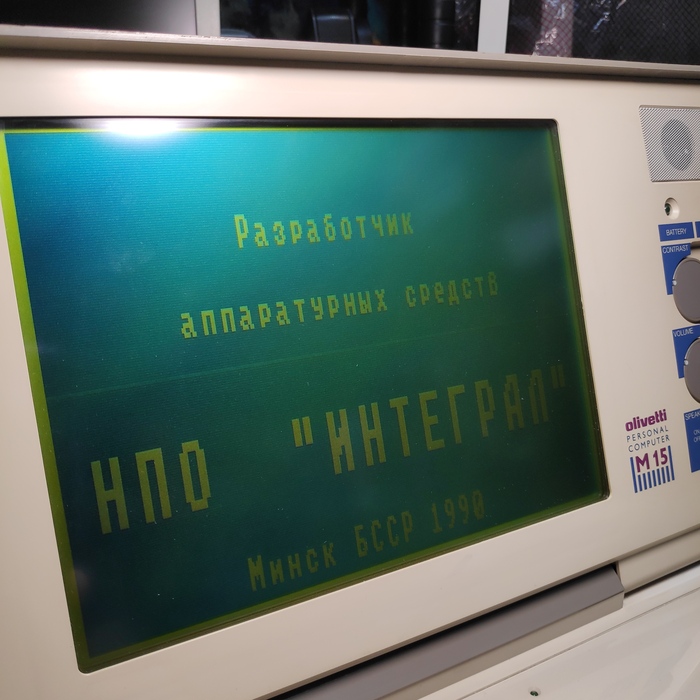 Разработчик
аппаратурных средств
НПО "ИНТЕГРАЛ"
Минск БССР 1990
BATTERY
CONTRAST
VOLUME
olivetti
PERSONAL
COMPUTER
M 15